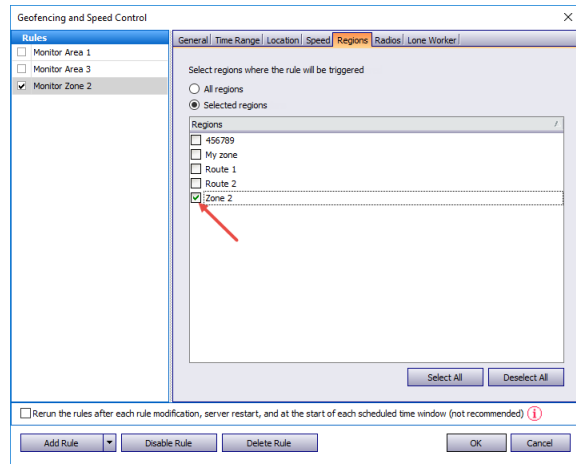 Geofencing and Speed Control
Rules
Monitor Area 1
Monitor Area 3
Monitor Zone 2
General Time Range Location Speed Regions Radios Lone Worker
Select regions where the rule will be triggered
All regions
Selected regions
Regions /
456789
My zone
Route 1
Route 2
Zone 2
Select All Deselect All
Rerun the rules after each rule modification, server restart, and at the start of each scheduled time window (not recommended) i
Add Rule Disable Rule Delete Rule OK Cancel